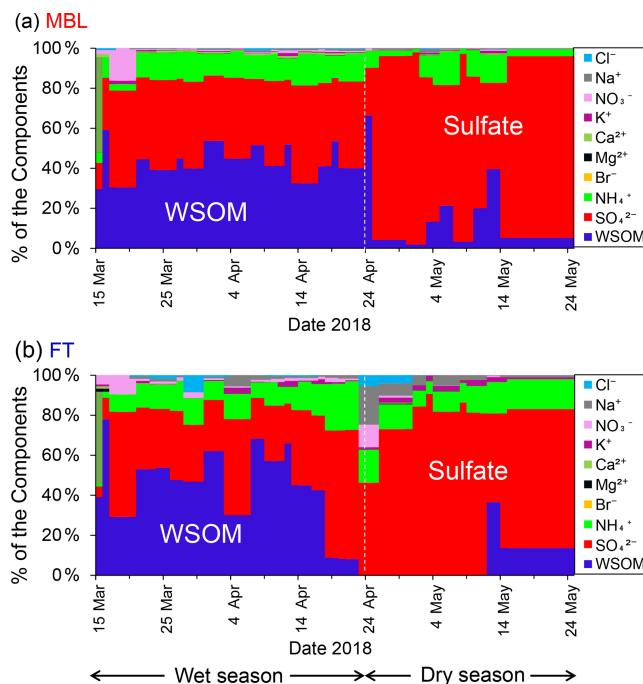 (a) MBL
% of the Components
100 %
80 %
60 %
40 %
20 %
0 %
Sulfate
WSOM
15 Mar
25 Mar
4 Apr
14 Apr
24 Apr
4 May
14 May
24 May
Date 2018
Cl⁻
Na⁺
NO₃⁻
K⁺
Ca²⁺
Mg²⁺
Br⁻
NH₄⁺
SO₄²⁻
WSOM
(b) FT
% of the Components
100 %
80 %
60 %
40 %
20 %
0 %
Sulfate
WSOM
15 Mar
25 Mar
4 Apr
14 Apr
24 Apr
4 May
14 May
24 May
Date 2018
Cl⁻
Na⁺
NO₃⁻
K⁺
Ca²⁺
Mg²⁺
Br⁻
NH₄⁺
SO₄²⁻
WSOM
Wet season
Dry season